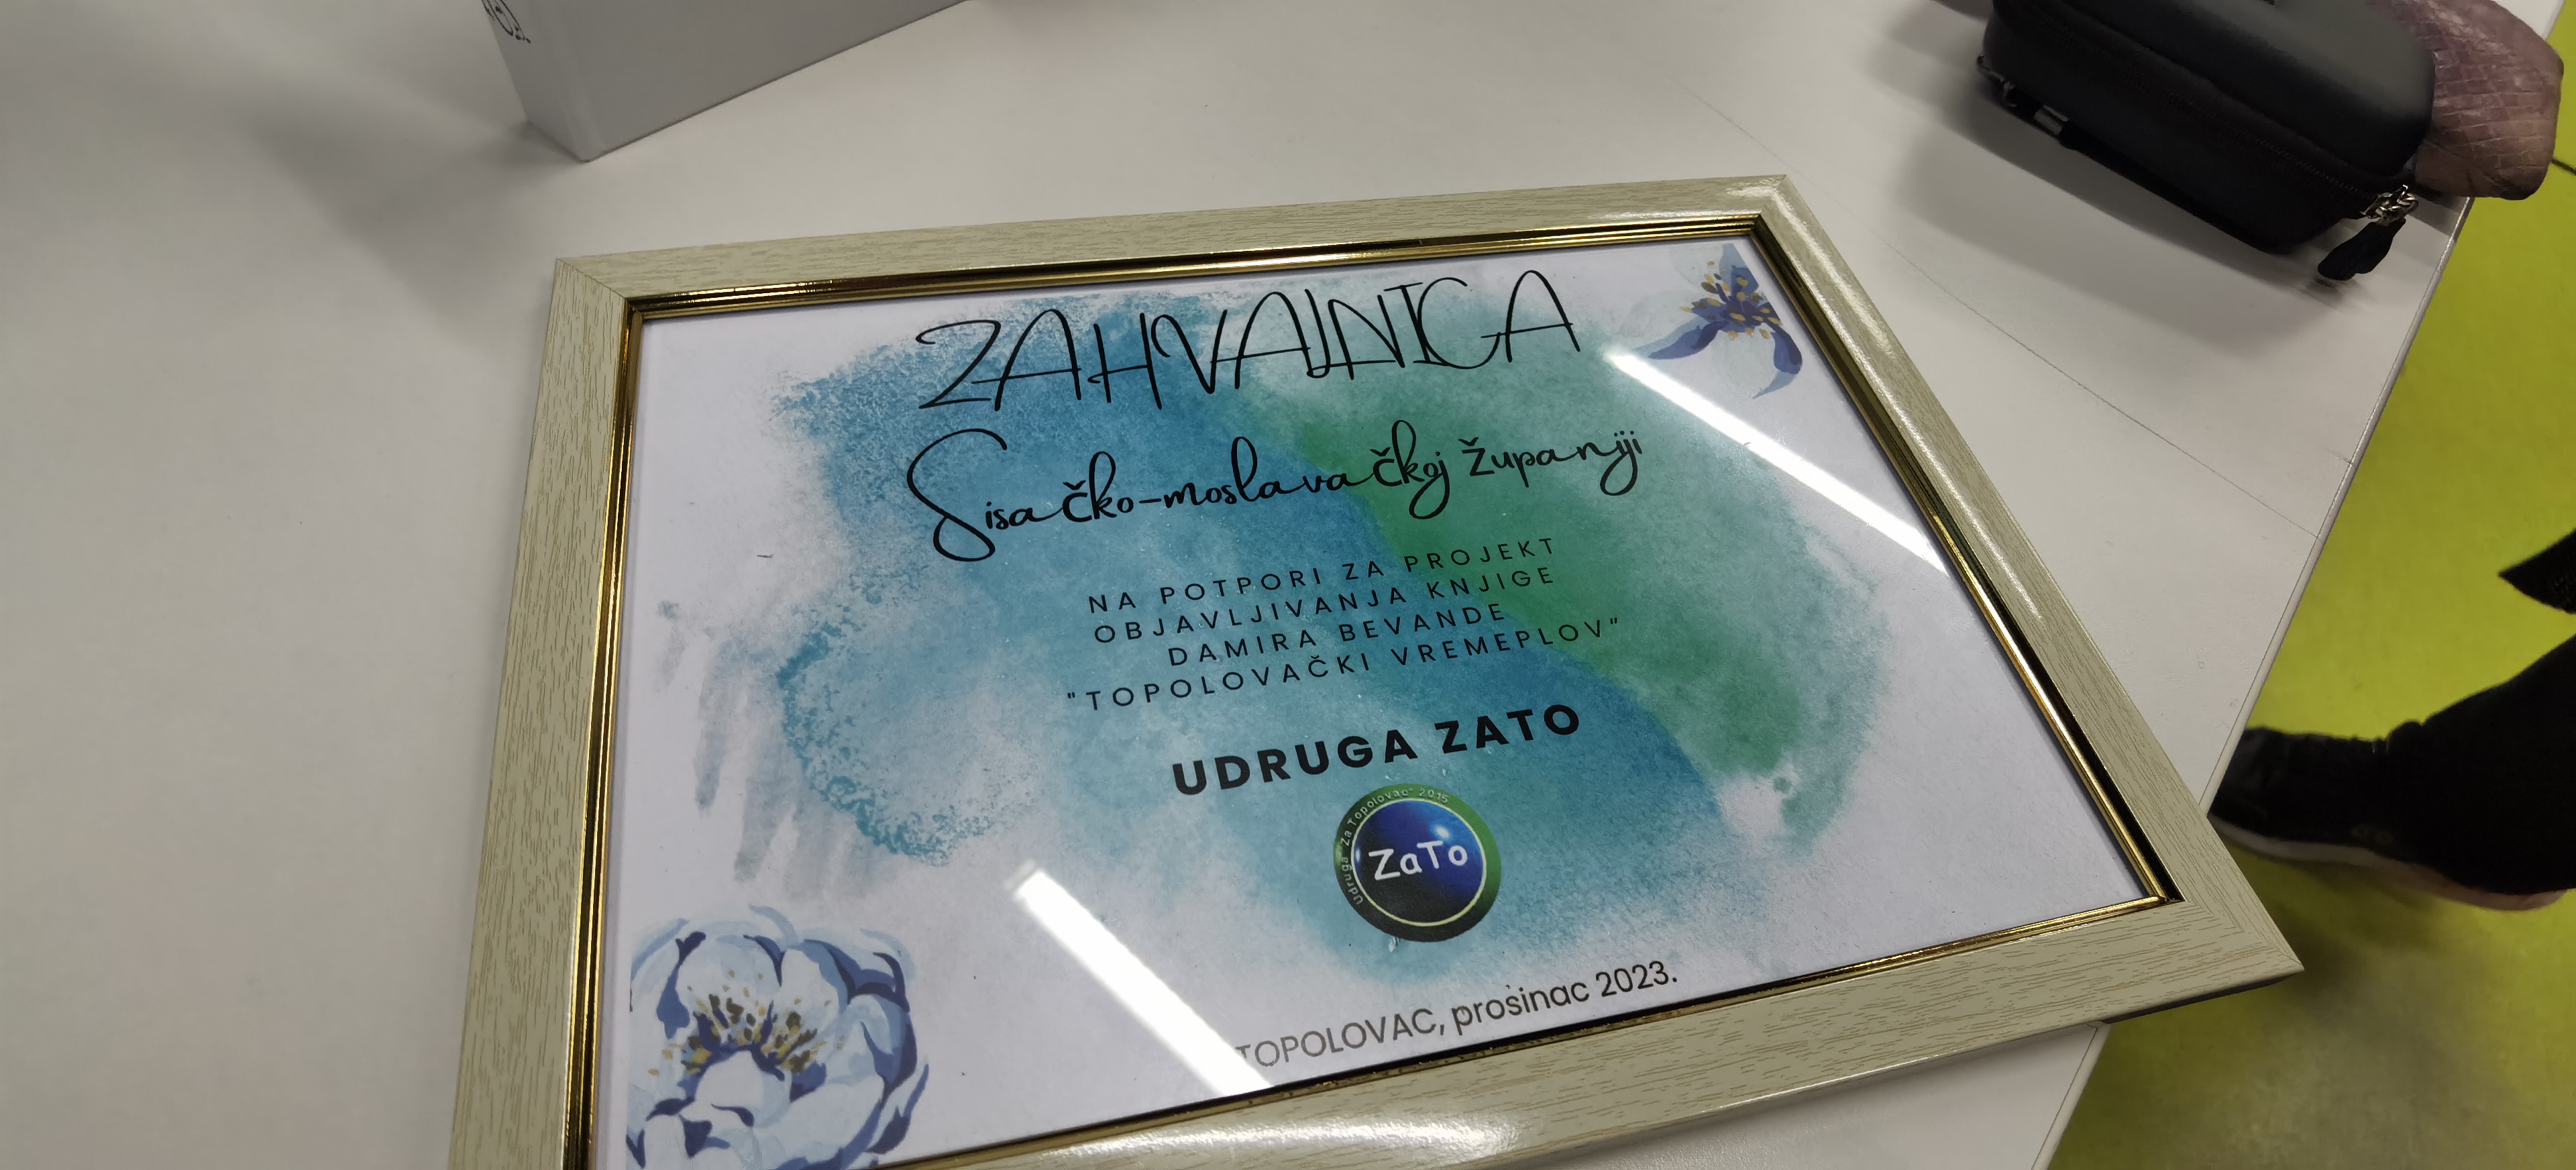 ZAHVALNICA
Sisačko-moslavačkoj županiji
NA POTPORI ZA PROJEKT
OBJAVLJIVANJA KNJIGE
DAMIRA BEVANDE
"TOPOLOVAČKI VREMEPLOV"
UDRUGA ZATO
Udruga "Za Topolovac" 2015
ZaTo
TOPOLOVAC, prosinac 2023.